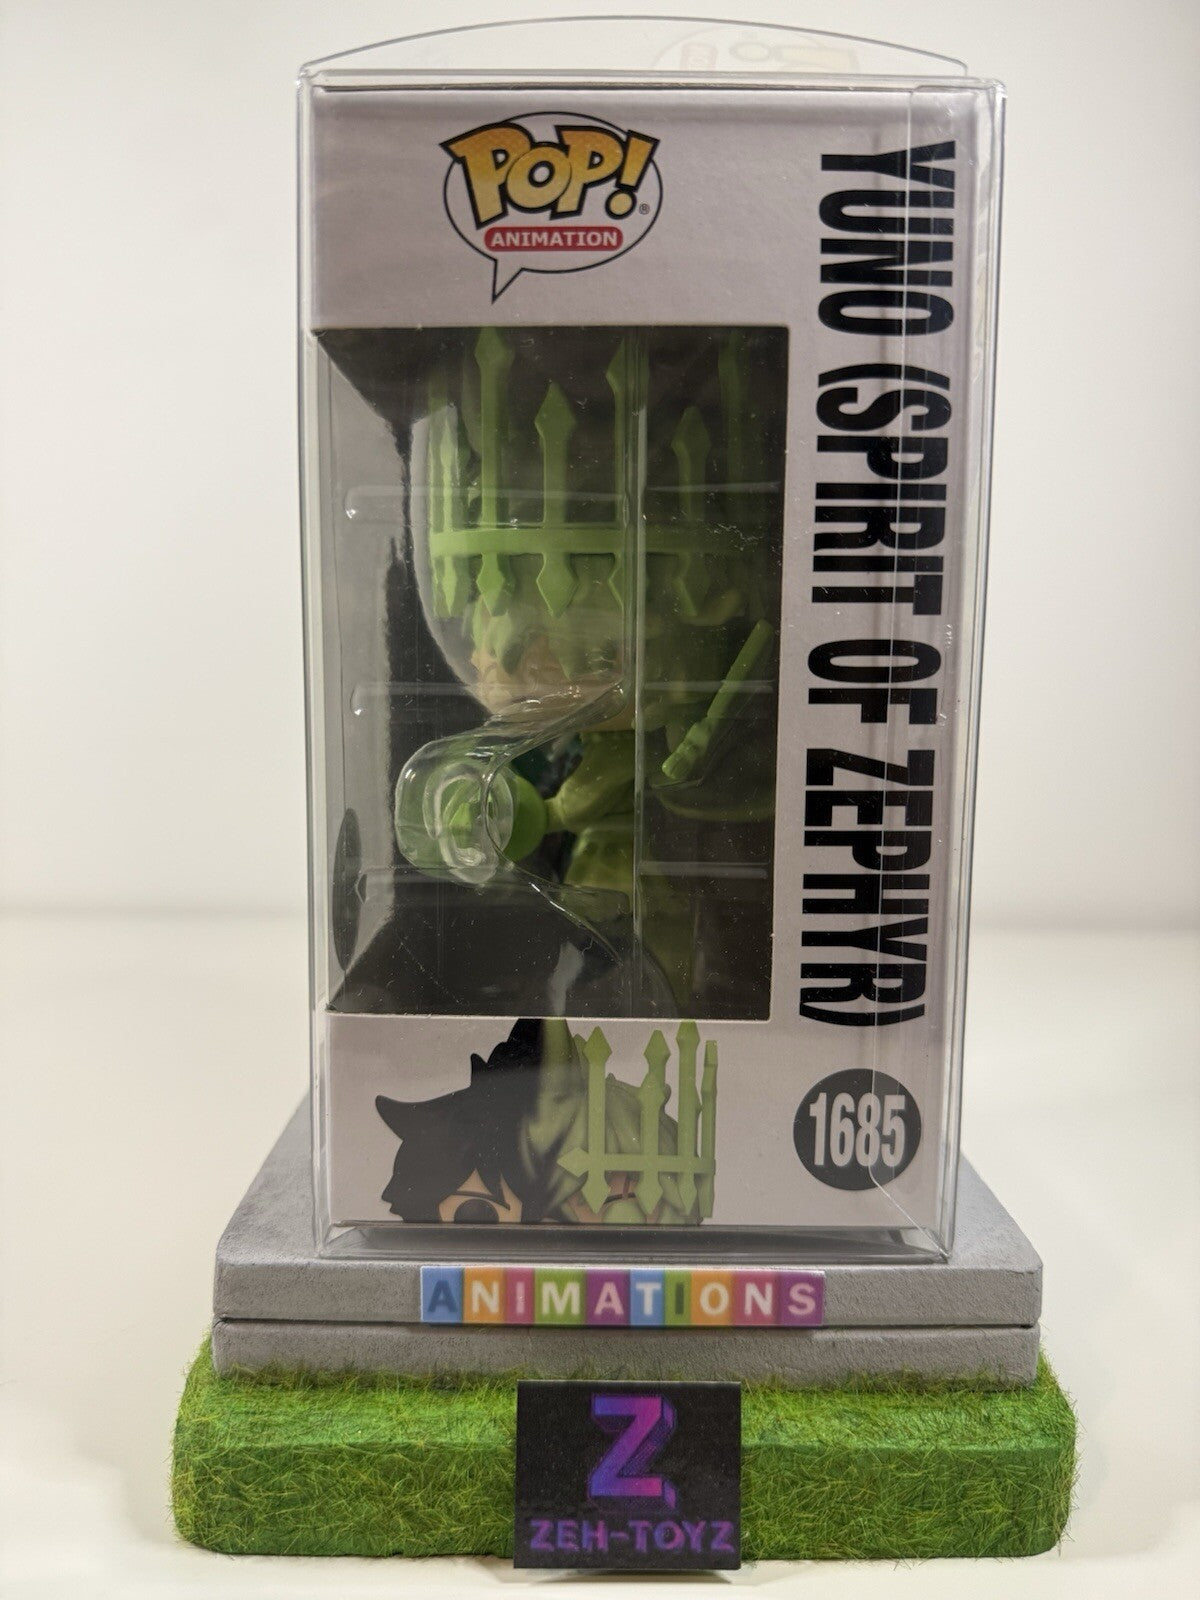 POP!
®
ANIMATION
YUNO (SPIRIT OF ZEPHYR)
1685
ANIMATIONS
Z
ZEH-TOYZ